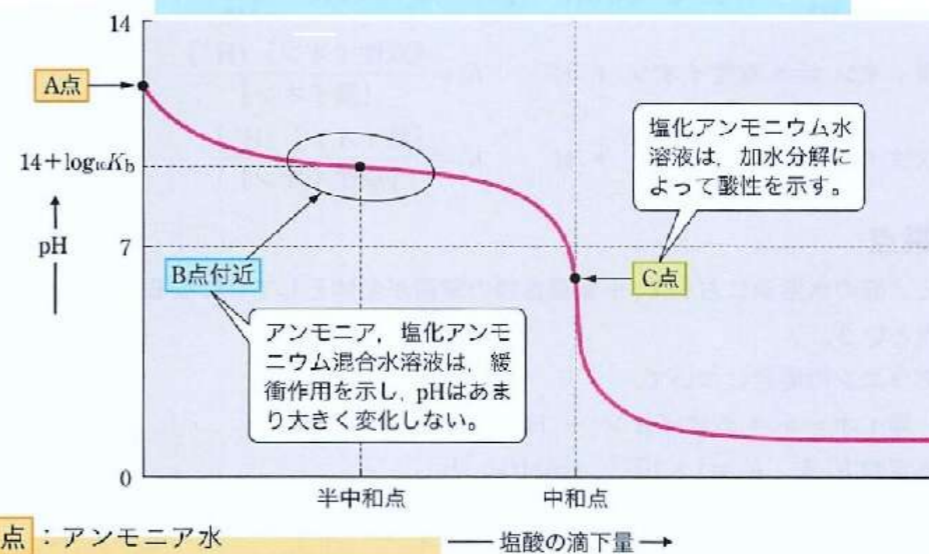 14
A点
14＋log₁₀Kb
pH
7
0
B点付近
アンモニア，塩化アンモ
ニウム混合水溶液は，緩
衝作用を示し，pHはあま
り大きく変化しない。
塩化アンモニウム水
溶液は，加水分解に
よって酸性を示す。
C点
半中和点
中和点
点：アンモニア水
塩酸の滴下量